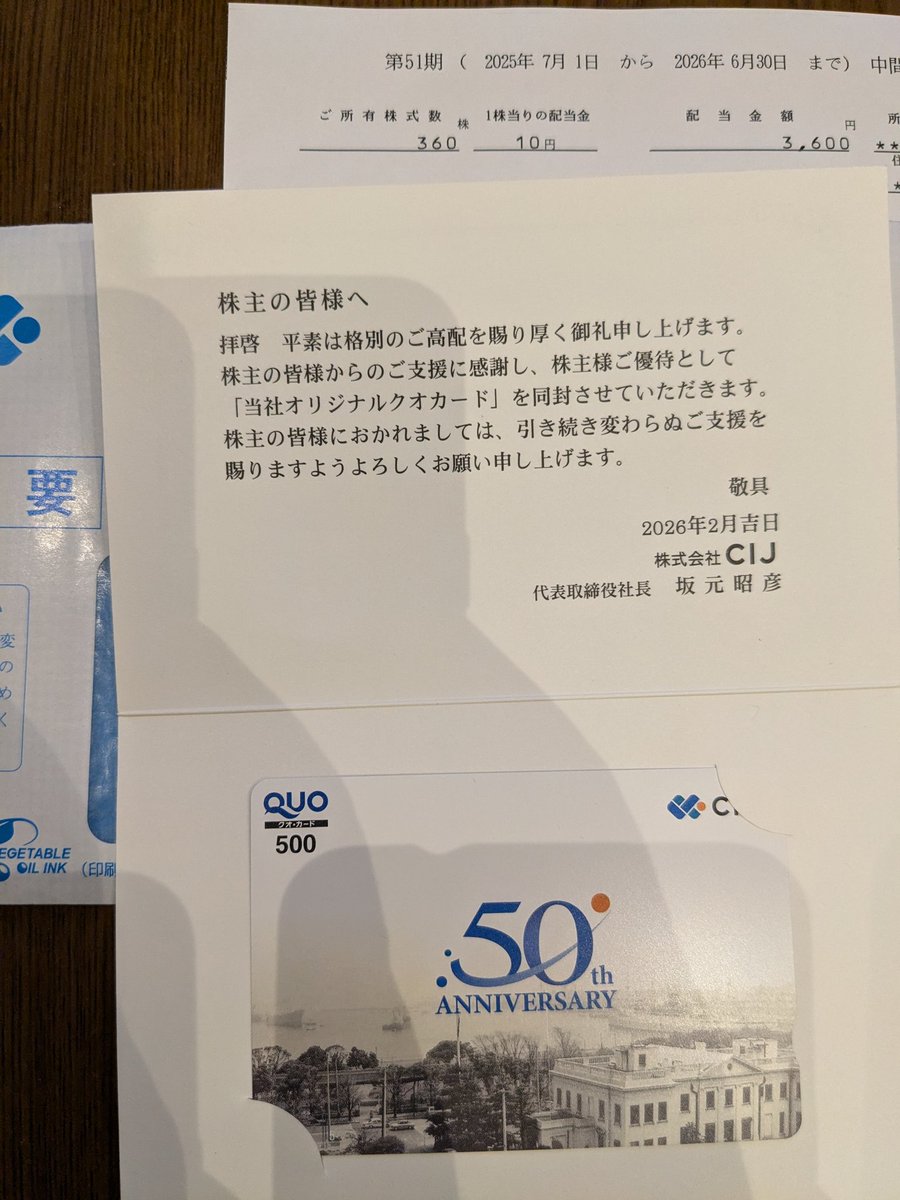 第51期 ( 2025年 7月 1日 から 2026年 6月30日 まで) 中間
ご所有株式数 1株当りの配当金 配当金額 所
株 円
360 10円 3,600 **
住
*
株主の皆様へ
拝啓 平素は格別のご高配を賜り厚く御礼申し上げます。
株主の皆様からのご支援に感謝し、株主様ご優待として
「当社オリジナルクオカード」を同封させていただきます。
株主の皆様におかれましては、引き続き変わらぬご支援を
賜りますようよろしくお願い申し上げます。
敬具
2026年2月吉日
株式会社CIJ
代表取締役社長 坂元昭彦
要
変
の
め
く
EGETABLE
OIL INK
(印刷
QUO
クオ・カード
500
50th
ANNIVERSARY